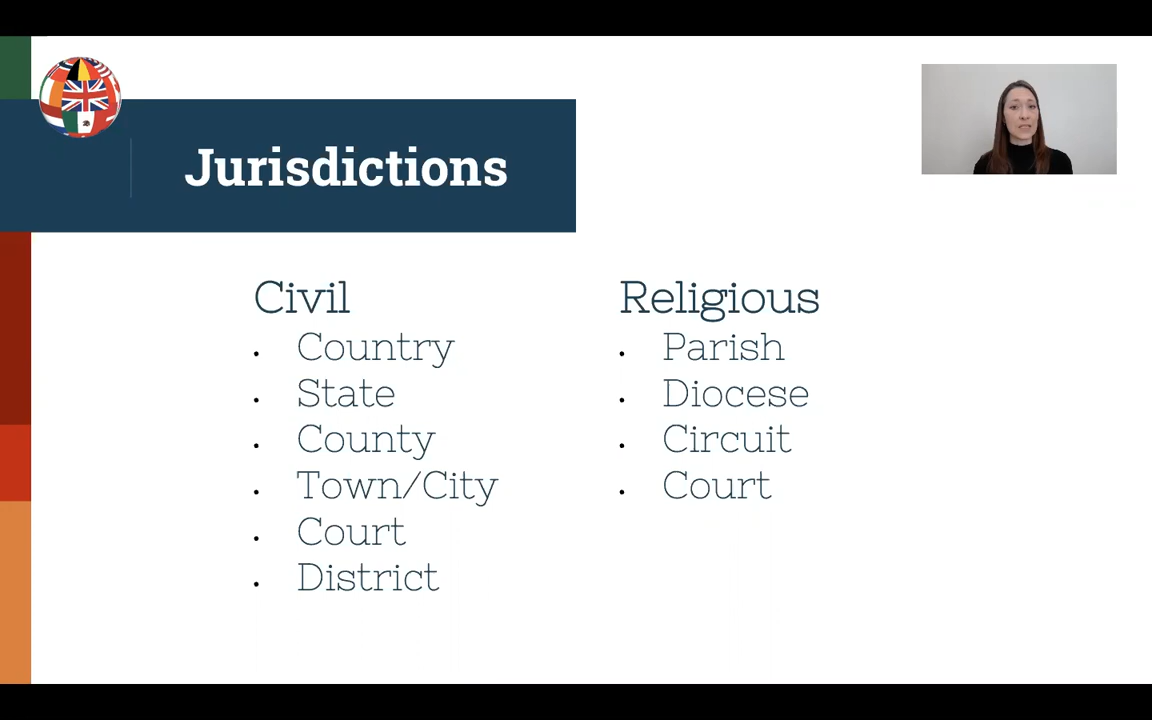 Jurisdictions
Civil
• Country
• State
• County
• Town/City
• Court
• District
Religious
• Parish
• Diocese
• Circuit
• Court